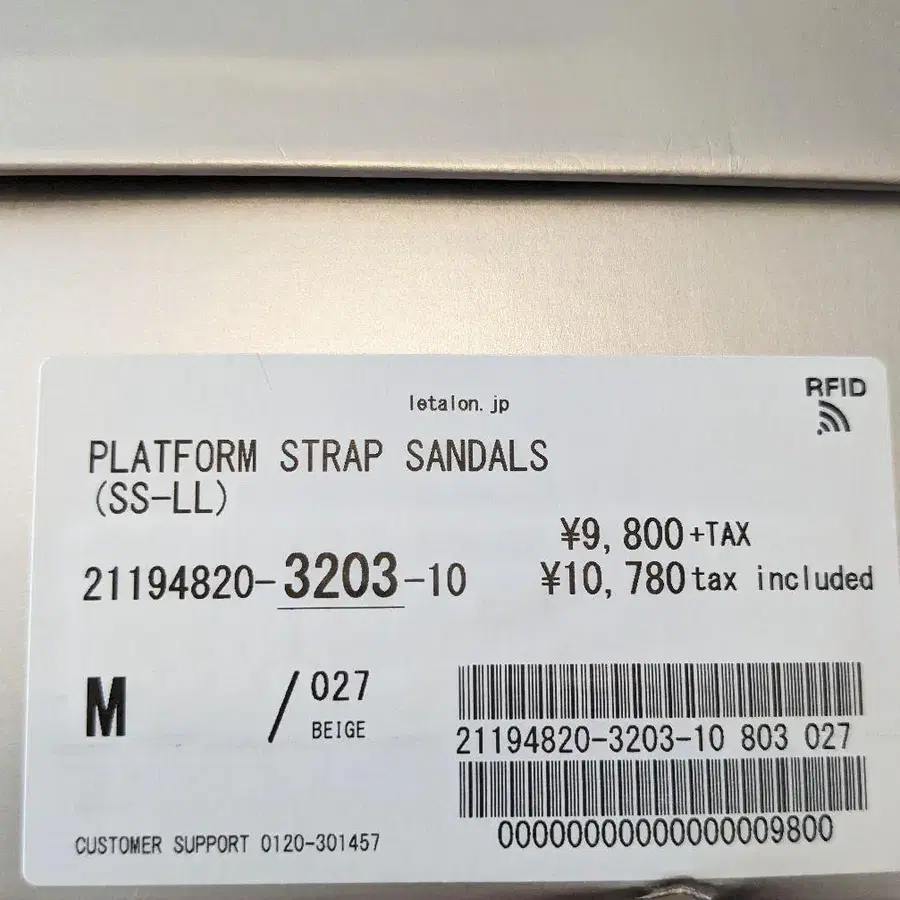 letalon.jp
RFID
PLATFORM STRAP SANDALS
(SS-LL)
¥9,800+TAX
21194820-3203-10
¥10,780tax included
M
/027
BEIGE
21194820-3203-10 803 027
00000000000000009800
CUSTOMER SUPPORT 0120-301457